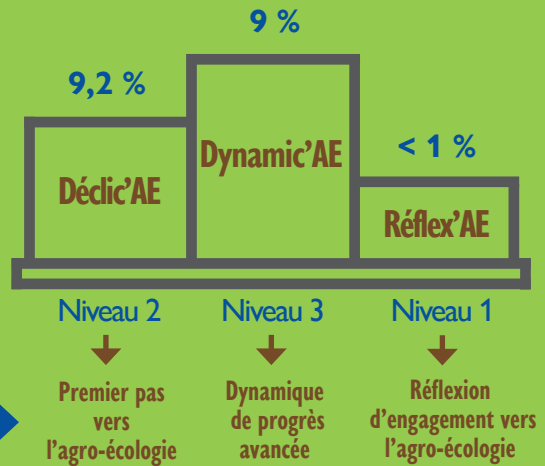 9 %
9,2 %
< 1 %
Dynamic’AE
Déclic’AE
Réflex’AE
Niveau 2
Niveau 3
Niveau 1
Premier pas
vers
l’agro-écologie
Dynamique
de progrès
avancée
Réflexion
d’engagement vers
l’agro-écologie